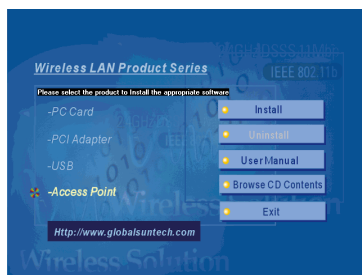 IEEE 802.11b
Wireless LAN Product Series
Please select the product to Install the appropriate software
-PC Card
Install
-PCI Adapter
Uninstall
-USB
User Manual
-Access Point
Browse CD Contents
Exit
Http://www.globalsuntech.com
Wireless Solution